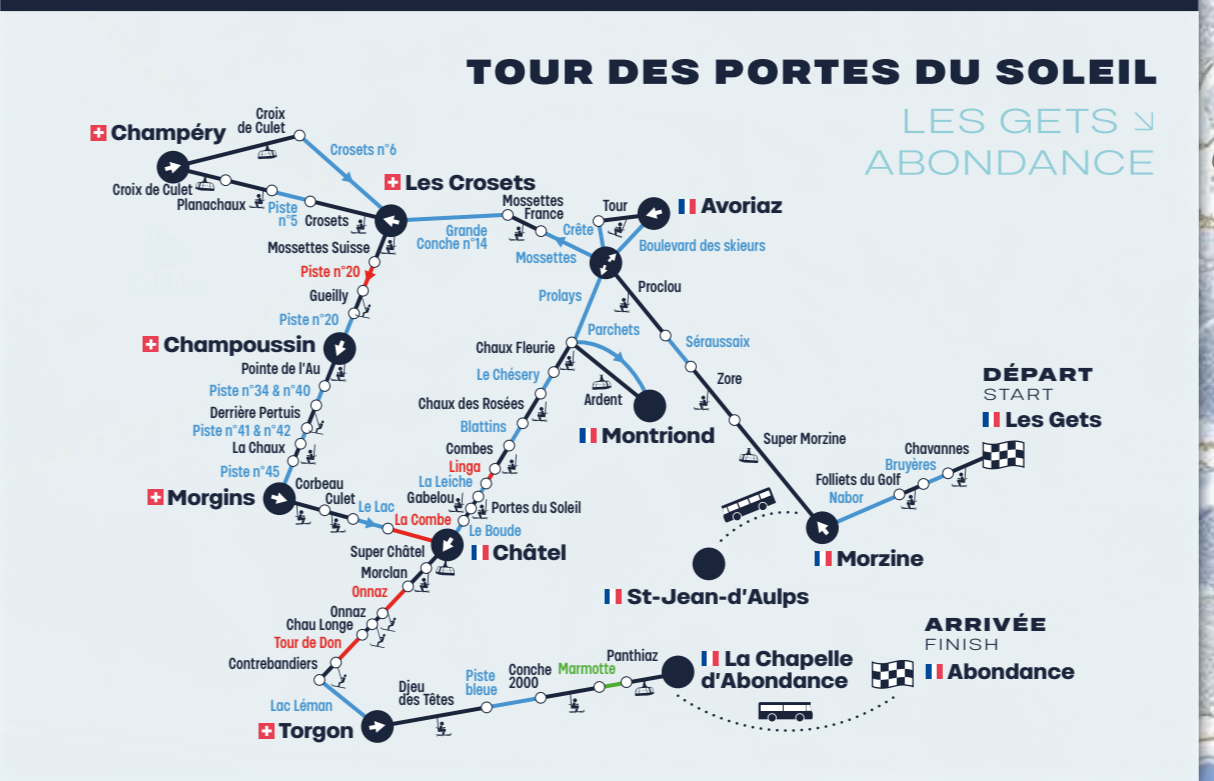 TOUR DES PORTES DU SOLEIL
LES GETS ↘
ABONDANCE
Champéry
Croix
de Culet
Crosets n°6
Croix de Culet
Planachaux
Piste
n°5
Crosets
Les Crosets
Mossettes
France
Grande
Conche n°14
Tour
Crête
Avoriaz
Mossettes
Boulevard des skieurs
Mossettes Suisse
Piste n°20
Gueilly
Piste n°20
Prolays
Proclou
Parchets
Séraussaix
Champoussin
Chaux Fleurie
Pointe de l'Au
Le Chésery
Zore
Piste n°34 & n°40
Ardent
Chaux des Rosées
Derrière Pertuis
Piste n°41 & n°42
Blattins
Montriond
Super Morzine
La Chaux
Combes
Piste n°45
Linga
La Leiche
DÉPART
START
Les Gets
Chavannes
Bruyères
Folliets du Golf
Nabor
Morgins
Corbeau
Culet
Le Lac
La Combe
Gabelou
Portes du Soleil
Le Boude
Châtel
Morzine
Super Châtel
Morclan
Onnaz
St-Jean-d'Aulps
Onnaz
Chau Longe
Tour de Don
Contrebandiers
Lac Léman
Torgon
Djeu
des Têtes
Piste
bleue
Conche
2000
Marmotte
Panthiaz
La Chapelle
d'Abondance
ARRIVÉE
FINISH
Abondance